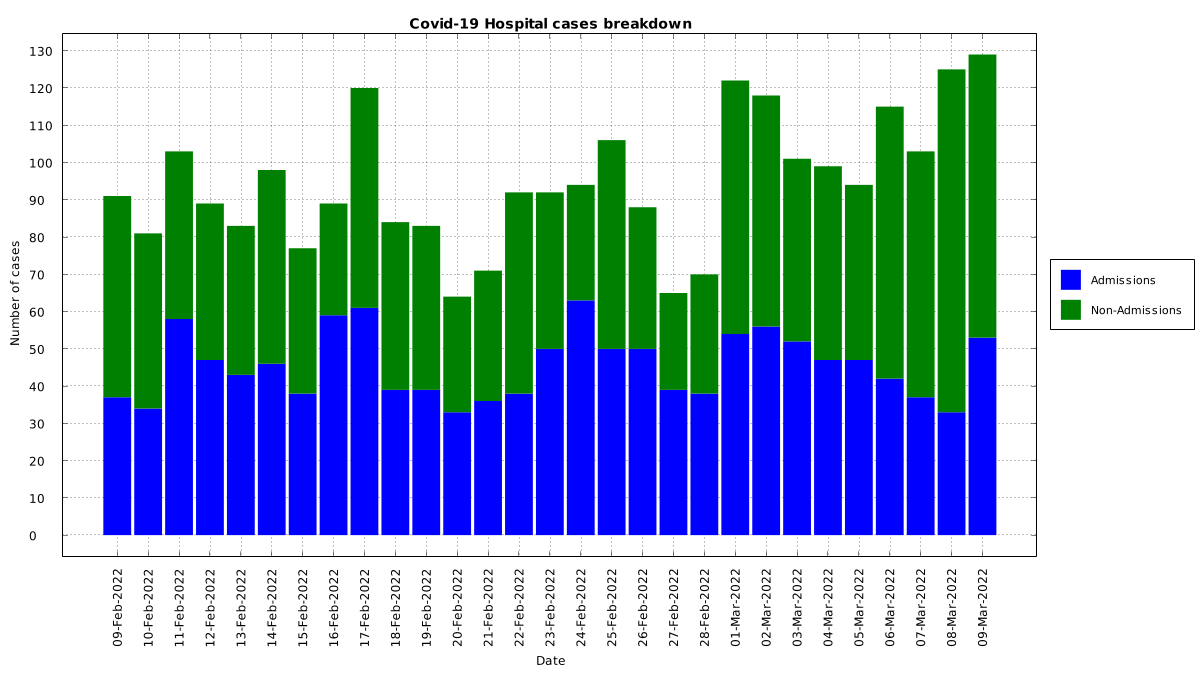 Covid-19 Hospital cases breakdown
130
120
110
100
90
80
70
60
50
40
30
20
10
0
Number of cases
09-Feb-2022
10-Feb-2022
11-Feb-2022
12-Feb-2022
13-Feb-2022
14-Feb-2022
15-Feb-2022
16-Feb-2022
17-Feb-2022
18-Feb-2022
19-Feb-2022
20-Feb-2022
21-Feb-2022
22-Feb-2022
23-Feb-2022
24-Feb-2022
25-Feb-2022
26-Feb-2022
27-Feb-2022
28-Feb-2022
01-Mar-2022
02-Mar-2022
03-Mar-2022
04-Mar-2022
05-Mar-2022
06-Mar-2022
07-Mar-2022
08-Mar-2022
09-Mar-2022
Date
Admissions
Non-Admissions